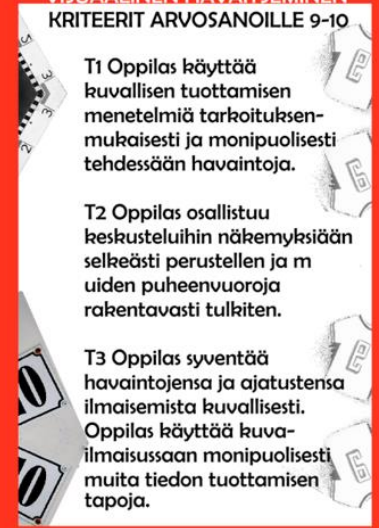 KRITEERIT ARVOSANOILLE 9-10
T1 Oppilas käyttää
kuvallisen tuottamisen
menetelmiä tarkoituksen-
mukaisesti ja monipuolisesti
tehdessään havaintoja.
T2 Oppilas osallistuu
keskusteluihin näkemyksiään
selkeästi perustellen ja m
uiden puheenvuoroja
rakentavasti tulkiten.
T3 Oppilas syventää
havaintojensa ja ajatustensa
ilmaisemista kuvallisesti.
Oppilas käyttää kuva-
ilmaisussaan monipuolisesti
muita tiedon tuottamisen
tapoja.